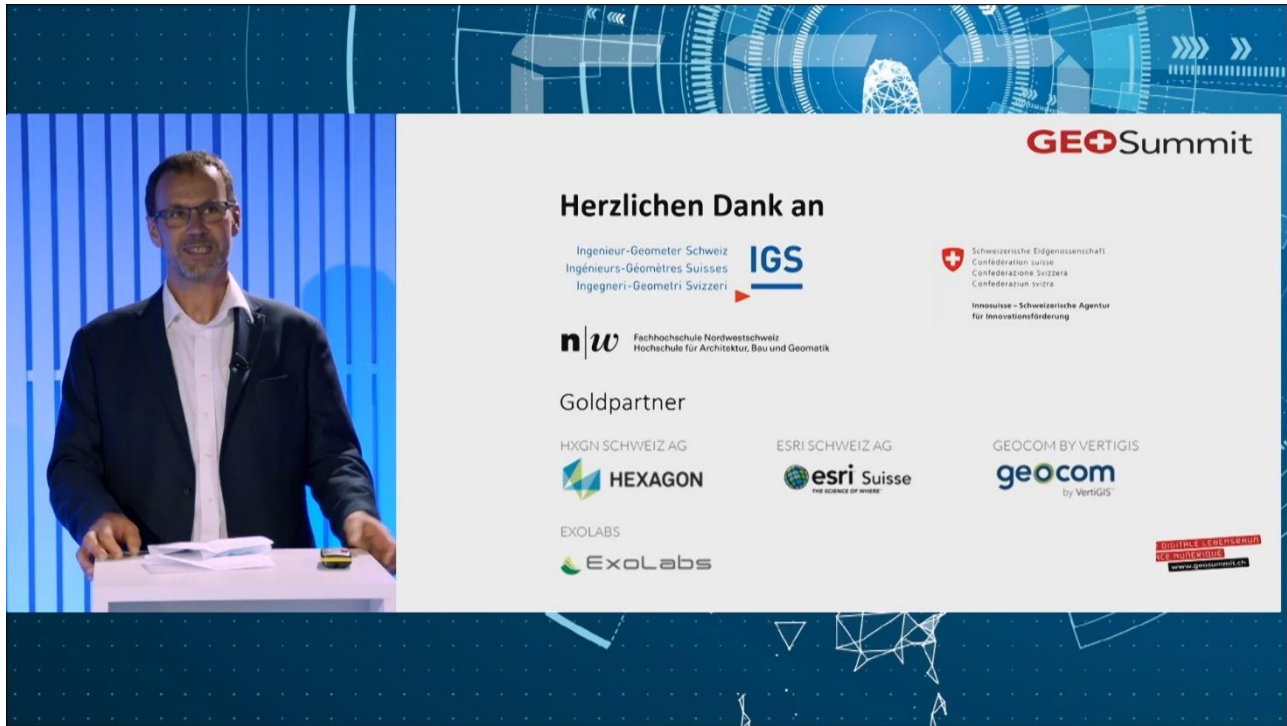 GEOSummit
Herzlichen Dank an
Ingenieur-Geometer Schweiz
Ingénieurs-Géomètres Suisses
Ingegneri-Geometri Svizzeri
IGS
Schweizerische Eidgenossenschaft
Confédération suisse
Confederazione Svizzera
Confederaziun svizra
Innosuisse – Schweizerische Agentur
für Innovationsförderung
n|w
Fachhochschule Nordwestschweiz
Hochschule für Architektur, Bau und Geomatik
Goldpartner
HXGN SCHWEIZ AG
HEXAGON
ESRI SCHWEIZ AG
esri Suisse
THE SCIENCE OF WHERE™
GEOCOM BY VERTIGIS
geocom
by VertiGIS™
EXOLABS
ExoLabs
DIGITALE LEBENSRAUM
NUMÉRIQUE
www.geosummit.ch